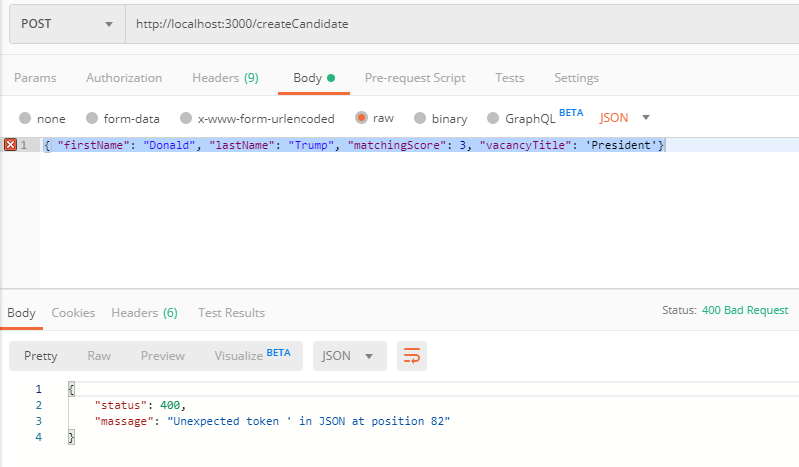 POST http://localhost:3000/createCandidate
Params Authorization Headers (9) Body Pre-request Script Tests Settings
none form-data x-www-form-urlencoded raw binary GraphQL BETA JSON
1 { "firstName": "Donald", "lastName": "Trump", "matchingScore": 3, "vacancyTitle": 'President'}
Body Cookies Headers (6) Test Results Status: 400 Bad Request
Pretty Raw Preview Visualize BETA JSON
1 {
2 "status": 400,
3 "massage": "Unexpected token ' in JSON at position 82"
4 }